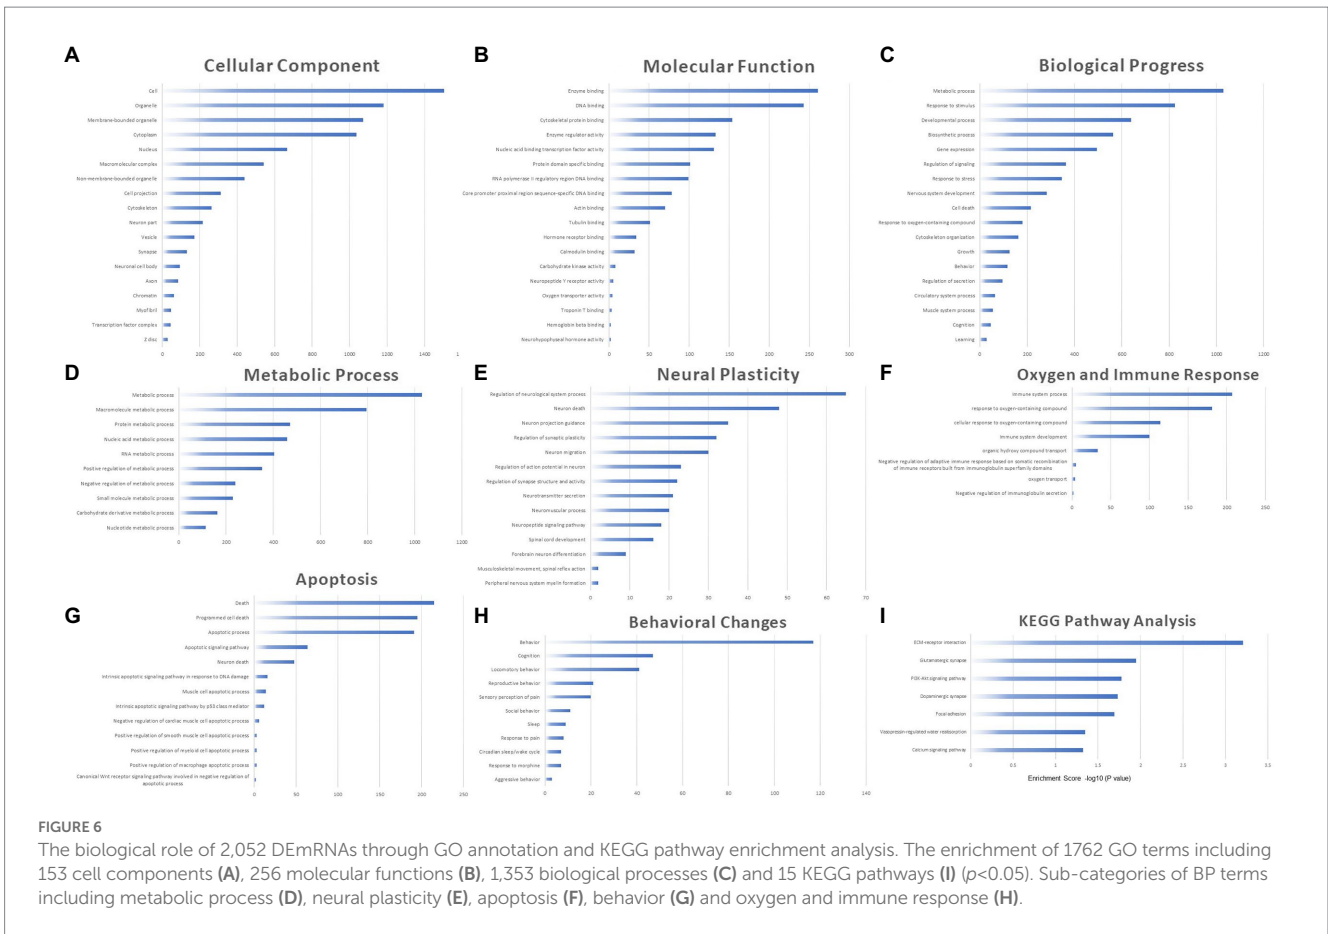 A
Cellular Component
Cell
Organelle
Membrane-bounded organelle
Cytoplasm
Nucleus
Macromolecular complex
Non-membrane-bounded organelle
Cell projection
Cytoskeleton
Neuron part
Vesicle
Synapse
Neuronal cell body
Axon
Chromatin
Myofibril
Transcription factor complex
Z disc
0 200 400 600 800 1000 1200 1400 1
B
Molecular Function
Enzyme binding
DNA binding
Cytoskeletal protein binding
Enzyme regulator activity
Nucleic acid binding transcription factor activity
Protein domain specific binding
RNA polymerase II regulatory region DNA binding
Core promoter proximal region sequence-specific DNA binding
Actin binding
Tubulin binding
Hormone receptor binding
Calmodulin binding
Carbohydrate kinase activity
Neuropeptide Y receptor activity
Oxygen transporter activity
Troponin T binding
Hemoglobin beta binding
Neurohypophyseal hormone activity
0 50 100 150 200 250 300
C
Biological Progress
Metabolic process
Response to stimulus
Developmental process
Biosynthetic process
Gene expression
Regulation of signaling
Response to stress
Nervous system development
Cell death
Response to oxygen-containing compound
Cytoskeleton organization
Growth
Behavior
Regulation of secretion
Circulatory system process
Muscle system process
Cognition
Learning
0 200 400 600 800 1000 1200
D
Metabolic Process
Metabolic process
Macromolecule metabolic process
Protein metabolic process
Nucleic acid metabolic process
RNA metabolic process
Positive regulation of metabolic process
Negative regulation of metabolic process
Small molecule metabolic process
Carbohydrate derivative metabolic process
Nucleotide metabolic process
0 200 400 600 800 1000 1200
E
Neural Plasticity
Regulation of neurological system process
Neuron death
Neuron projection guidance
Regulation of synaptic plasticity
Neuron migration
Regulation of action potential in neuron
Regulation of synapse structure and activity
Neurotransmitter secretion
Neuromuscular process
Neuropeptide signaling pathway
Spinal cord development
Forebrain neuron differentiation
Musculoskeletal movement, spinal reflex action
Peripheral nervous system myelin formation
0 10 20 30 40 50 60 70
F
Oxygen and Immune Response
Immune system process
response to oxygen-containing compound
cellular response to oxygen-containing compound
Immune system development
organic hydroxy compound transport
Negative regulation of adaptive immune response based on somatic recombination
of immune receptors built from immunoglobulin superfamily domains
oxygen transport
Negative regulation of immunoglobulin secretion
0 50 100 150 200 250
G
Apoptosis
Death
Programmed cell death
Apoptotic process
Apoptotic signaling pathway
Neuron death
Intrinsic apoptotic signaling pathway in response to DNA damage
Muscle cell apoptotic process
Intrinsic apoptotic signaling pathway by p53 class mediator
Negative regulation of cardiac muscle cell apoptotic process
Positive regulation of smooth muscle cell apoptotic process
Positive regulation of myeloid cell apoptotic process
Positive regulation of macrophage apoptotic process
Canonical Wnt receptor signaling pathway involved in negative regulation of
apoptotic process
0 50 100 150 200 250
H
Behavioral Changes
Behavior
Cognition
Locomotory behavior
Reproductive behavior
Sensory perception of pain
Social behavior
Sleep
Response to pain
Circadian sleep/wake cycle
Response to morphine
Aggressive behavior
0 20 40 60 80 100 120 140
I
KEGG Pathway Analysis
ECM-receptor interaction
Glutamatergic synapse
PI3K-Akt signaling pathway
Dopaminergic synapse
Focal adhesion
Vasopressin-regulated water reabsorption
Calcium signaling pathway
0 0.5 1 1.5 2 2.5 3 3.5
Enrichment Score -log10 (P value)
FIGURE 6
The biological role of 2,052 DEmRNAs through GO annotation and KEGG pathway enrichment analysis. The enrichment of 1762 GO terms including
153 cell components (A), 256 molecular functions (B), 1,353 biological processes (C) and 15 KEGG pathways (I) (p<0.05). Sub-categories of BP terms
including metabolic process (D), neural plasticity (E), apoptosis (F), behavior (G) and oxygen and immune response (H).